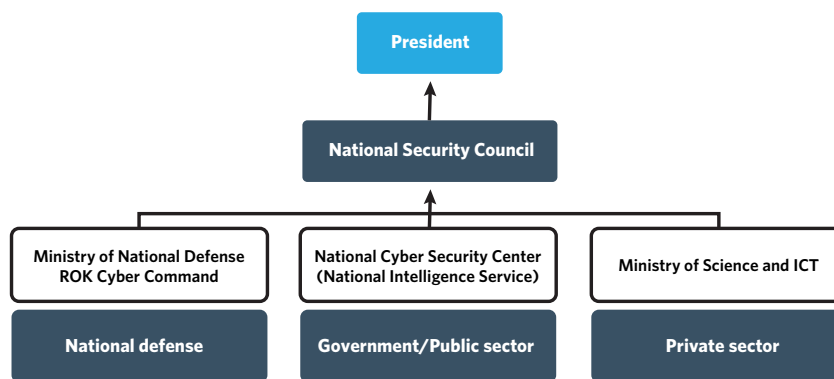 President
National Security Council
Ministry of National Defense
ROK Cyber Command
National Cyber Security Center
(National Intelligence Service)
Ministry of Science and ICT
National defense
Government/Public sector
Private sector